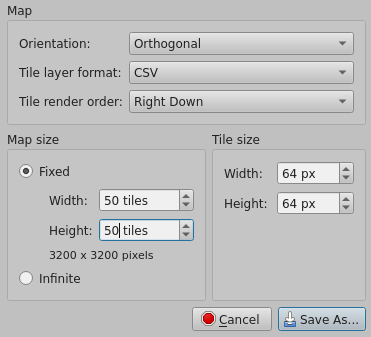 Map
Orientation: Orthogonal
Tile layer format: CSV
Tile render order: Right Down
Map size
Fixed
Width: 50 tiles
Height: 50 tiles
3200 x 3200 pixels
Infinite
Tile size
Width: 64 px
Height: 64 px
Cancel
Save As...